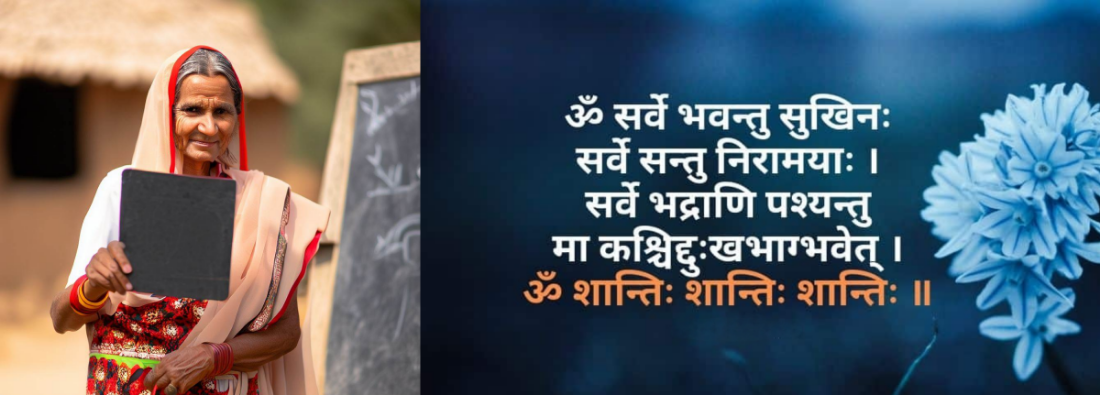 ॐ सर्वे भवन्तु सुखिनः
सर्वे सन्तु निरामयाः ।
सर्वे भद्राणि पश्यन्तु
मा कश्चिद्दुःखभाग्भवेत् ।
ॐ शान्तिः शान्तिः शान्तिः ॥